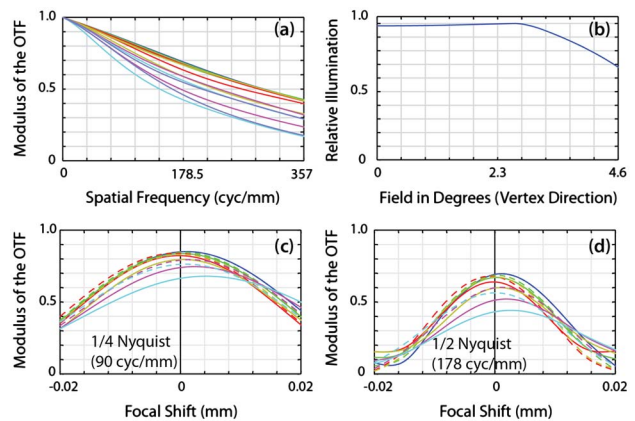 1.0
(a)
0.5
0
0
178.5
357
Modulus of the OTF
Spatial Frequency (cyc/mm)
1.0
(b)
0.5
0
0
2.3
4.6
Relative Illumination
Field in Degrees (Vertex Direction)
1.0
(c)
0.5
0
1/4 Nyquist
(90 cyc/mm)
-0.02
0
0.02
Modulus of the OTF
Focal Shift (mm)
1.0
(d)
0.5
0
1/2 Nyquist
(178 cyc/mm)
-0.02
0
0.02
Modulus of the OTF
Focal Shift (mm)